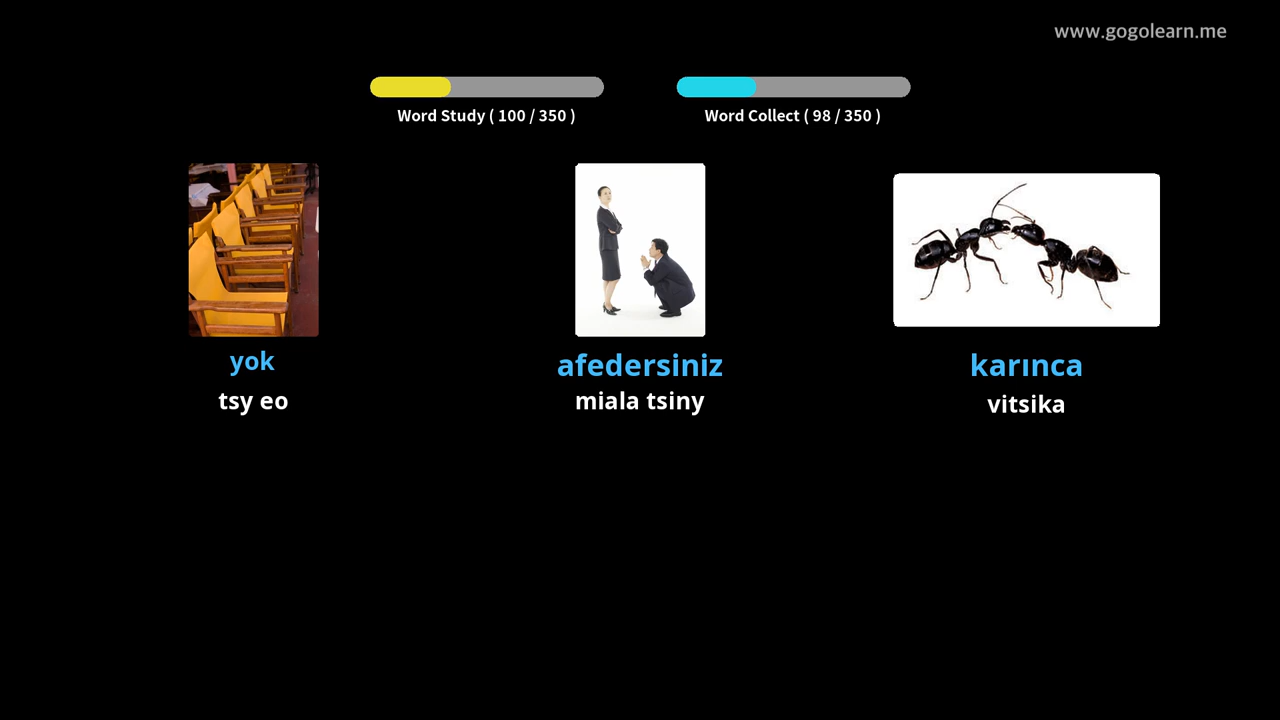 www.gogolearn.me
Word Study ( 100 / 350 )
Word Collect ( 98 / 350 )
yok
afedersiniz
karınca
tsy eo
miala tsiny
vitsika